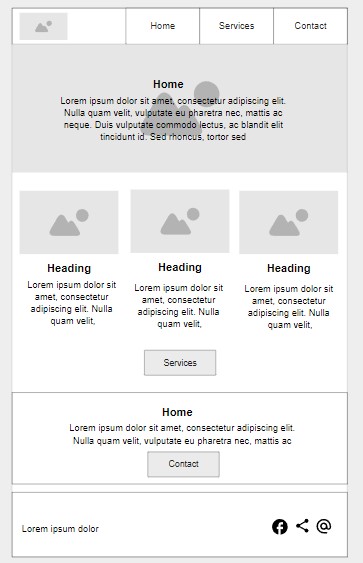 Home
Services
Contact
Home
Lorem ipsum dolor sit amet, consectetur adipiscing elit.
Nulla quam velit, vulputate eu pharetra nec, mattis ac
neque. Duis vulputate commodo lectus, ac blandit elit
tincidunt id. Sed rhoncus, tortor sed
Heading
Lorem ipsum dolor sit
amet, consectetur
adipiscing elit. Nulla
quam velit,
Heading
Lorem ipsum dolor sit
amet, consectetur
adipiscing elit. Nulla
quam velit,
Heading
Lorem ipsum dolor sit
amet, consectetur
adipiscing elit. Nulla
quam velit,
Services
Home
Lorem ipsum dolor sit amet, consectetur adipiscing elit.
Nulla quam velit, vulputate eu pharetra nec, mattis ac
Contact
Lorem ipsum dolor